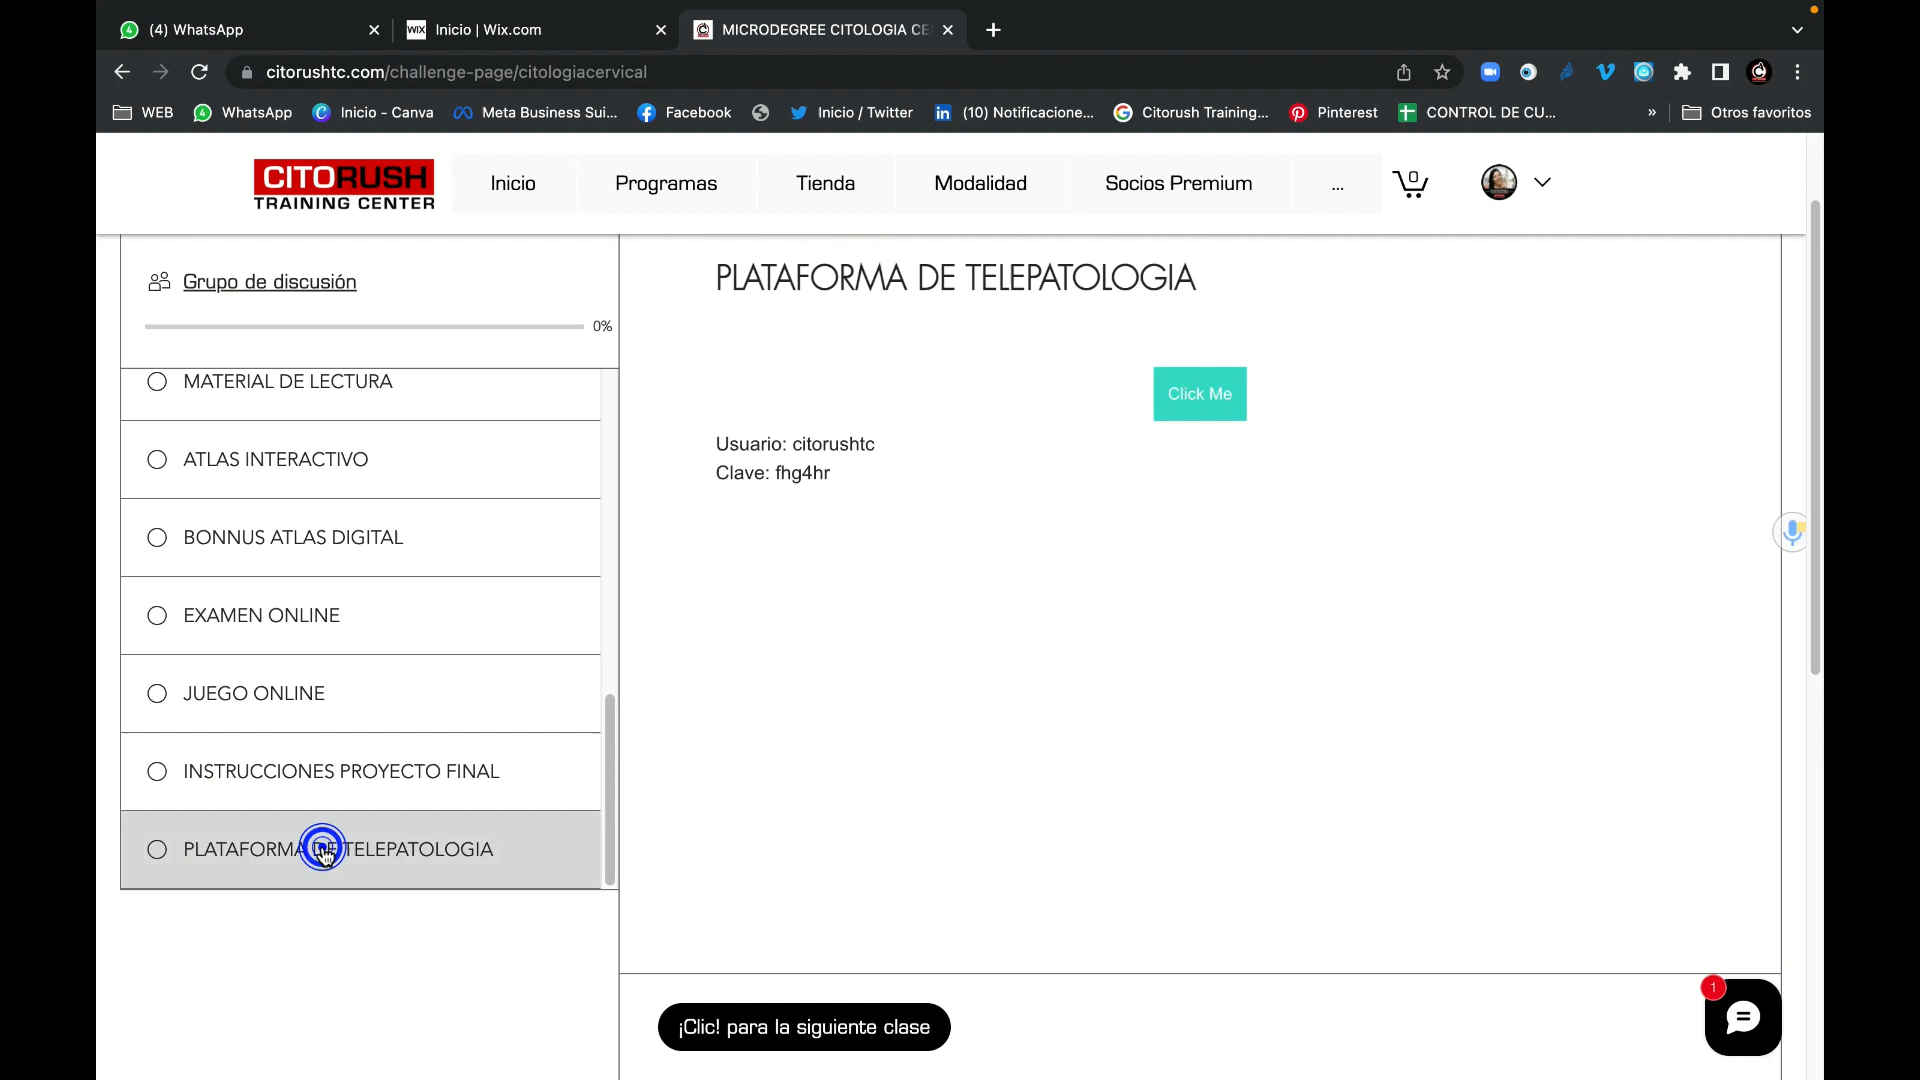 (4) WhatsApp
WIX Inicio | Wix.com
MICRODEGREE CITOLOGIA CE
citorushtc.com/challenge-page/citologiacervical
WEB
WhatsApp
Inicio - Canva
Meta Business Sui...
Facebook
Inicio / Twitter
(10) Notificacione...
Citorush Training...
Pinterest
CONTROL DE CU...
»
Otros favoritos
CITORUSH
TRAINING CENTER
Inicio
Programas
Tienda
Modalidad
Socios Premium
...
0
Grupo de discusión
0%
MATERIAL DE LECTURA
ATLAS INTERACTIVO
BONNUS ATLAS DIGITAL
EXAMEN ONLINE
JUEGO ONLINE
INSTRUCCIONES PROYECTO FINAL
PLATAFORMA DE TELEPATOLOGIA
PLATAFORMA DE TELEPATOLOGIA
Click Me
Usuario: citorushtc
Clave: fhg4hr
¡Clic! para la siguiente clase
1